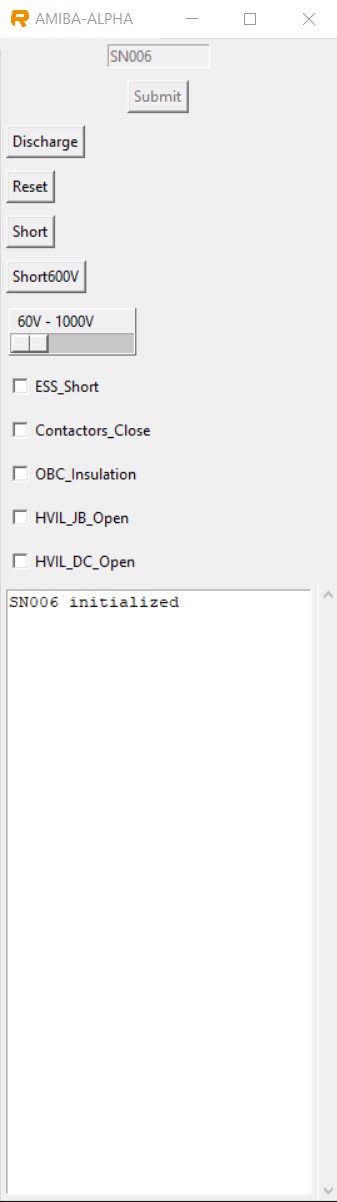 AMIBA-ALPHA
SN006
Submit
Discharge
Reset
Short
Short600V
60V - 1000V
ESS_Short
Contactors_Close
OBC_Insulation
HVIL_JB_Open
HVIL_DC_Open
SN006 initialized